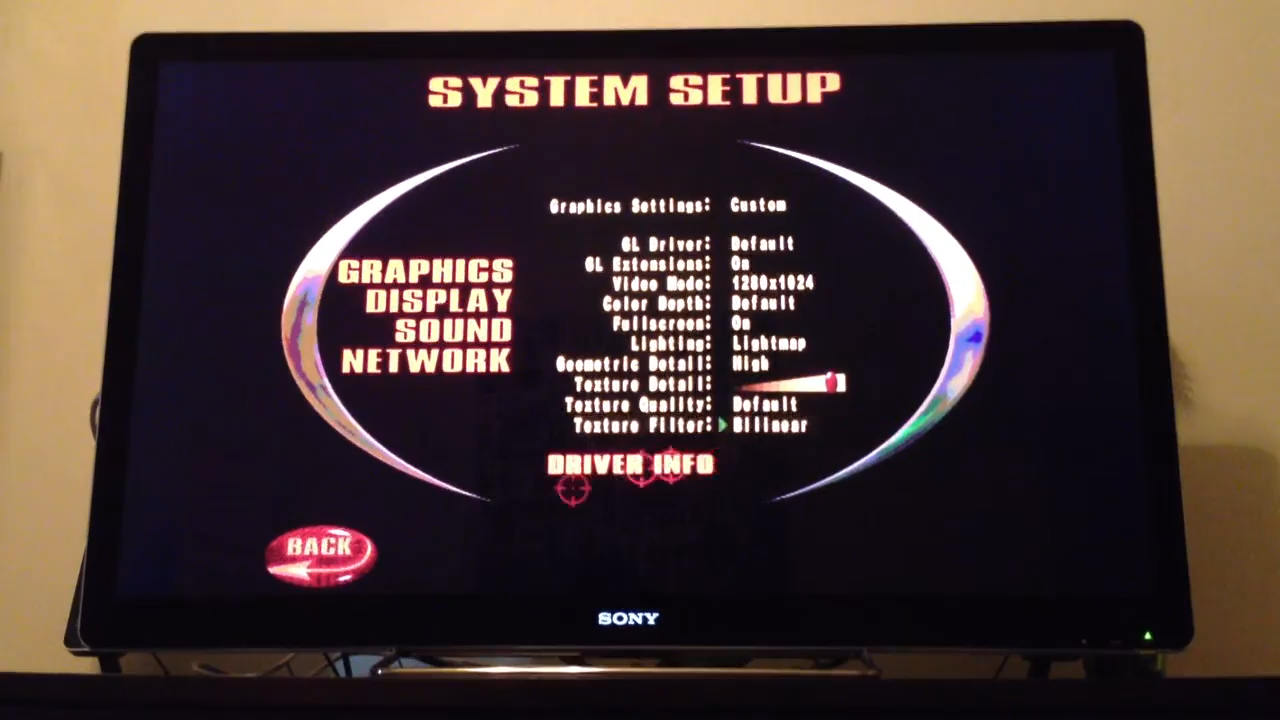 SYSTEM SETUP
Graphics Settings: Custom
GL Driver: Default
GL Extensions: On
Video Mode: 1280x1024
Color Depth: Default
Fullscreen: On
Lighting: Lightmap
Geometric Detail: High
Texture Detail:
Texture Quality: Default
Texture Filter: Bilinear
GRAPHICS
DISPLAY
SOUND
NETWORK
DRIVER INFO
BACK
SONY